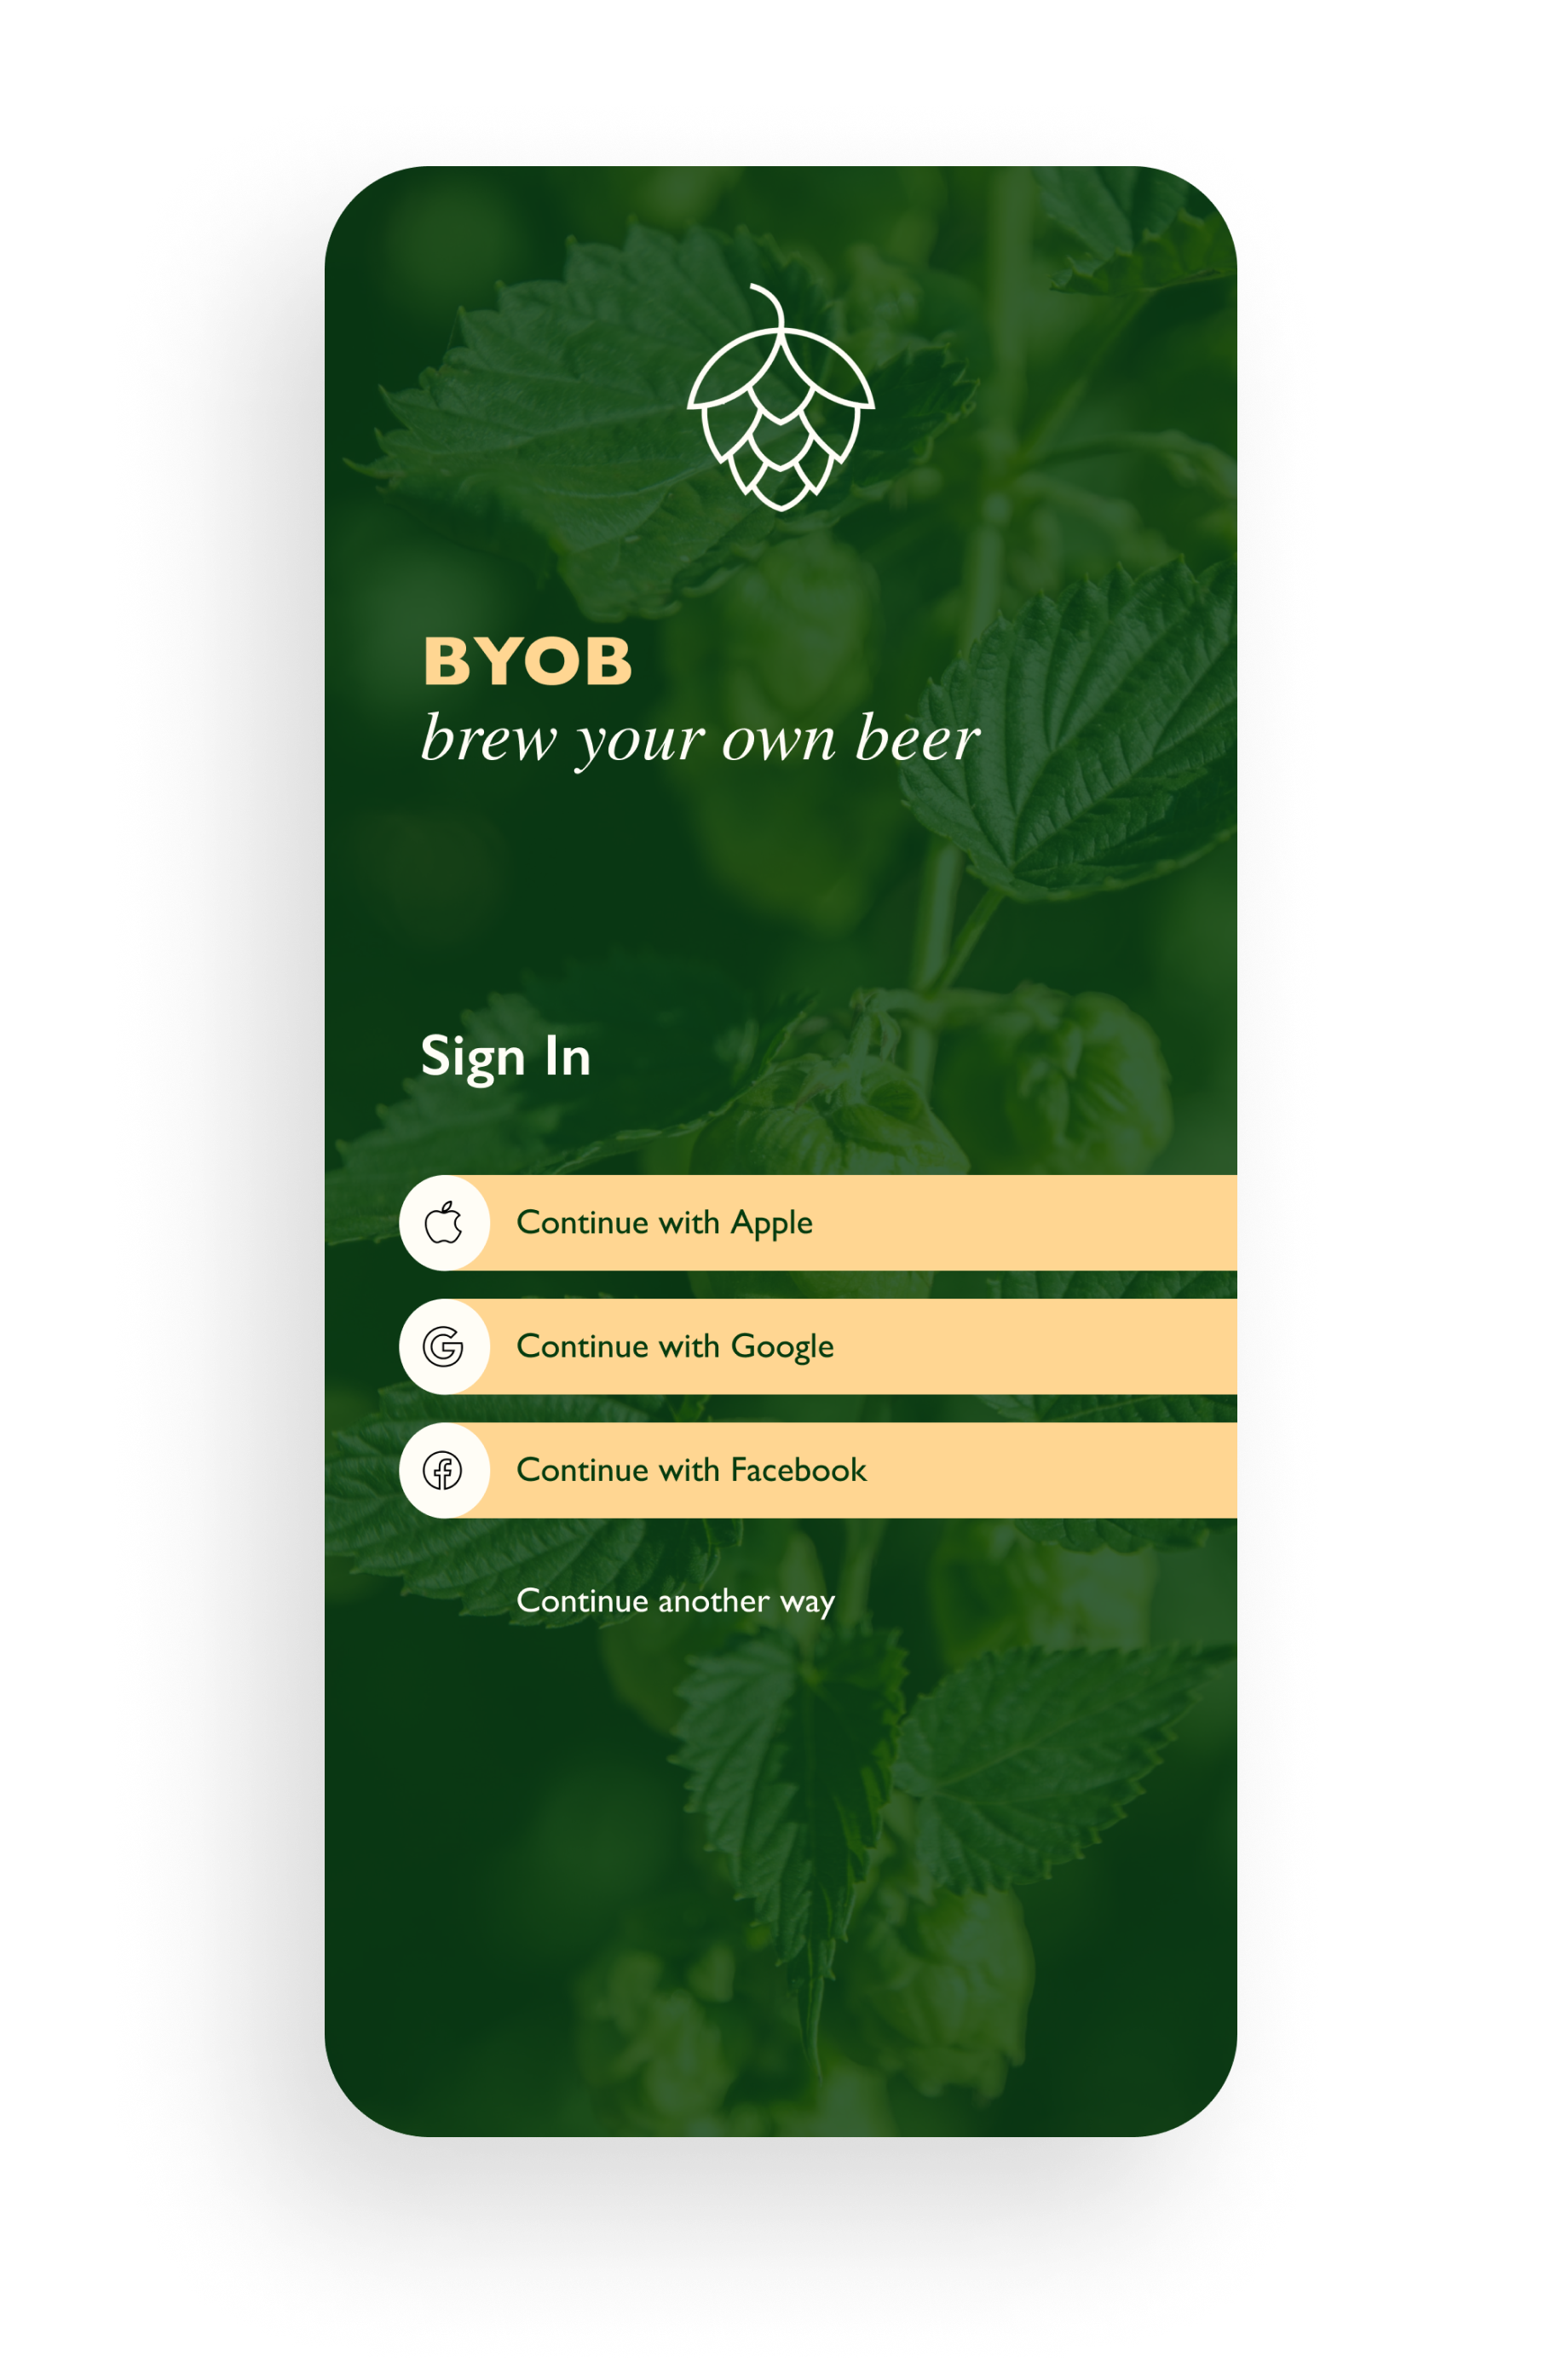 BYOB
brew your own beer
Sign In
Continue with Apple
Continue with Google
Continue with Facebook
Continue another way